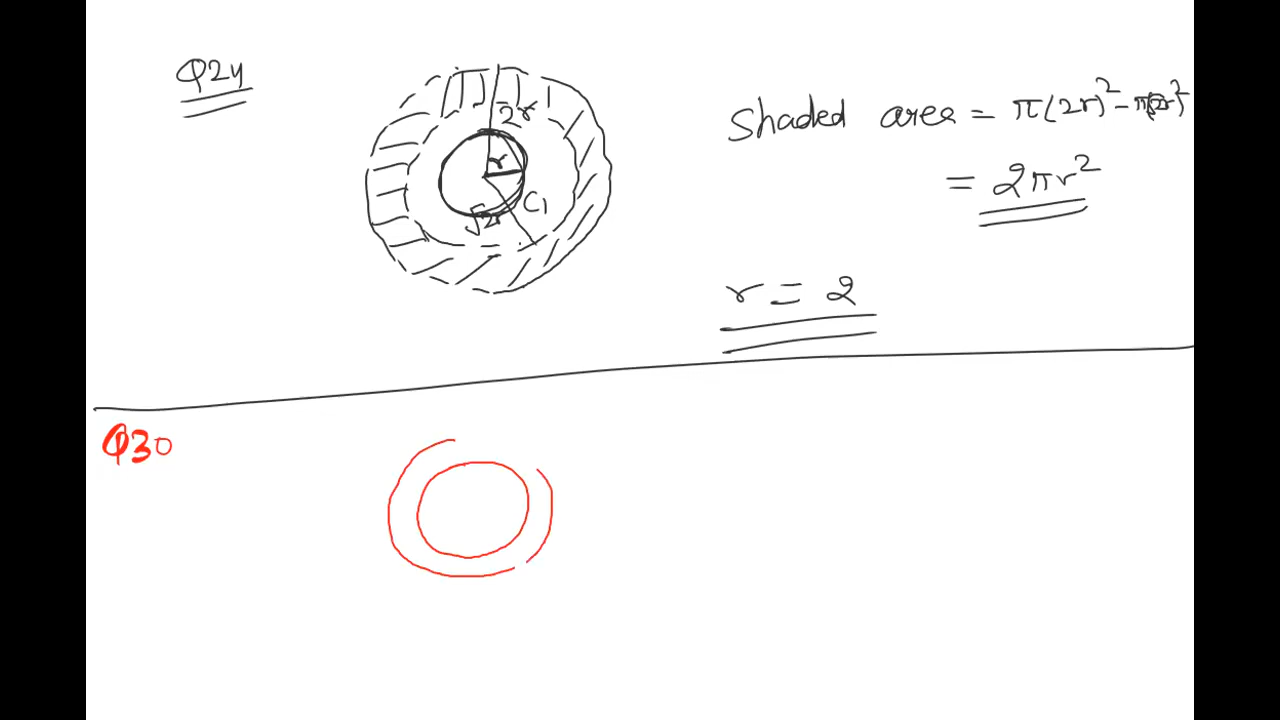 Q24
2r
r
C₁
√2r
Shaded area = π(2r)² - π(√2r)²
= 2πr²
r = 2
Q30